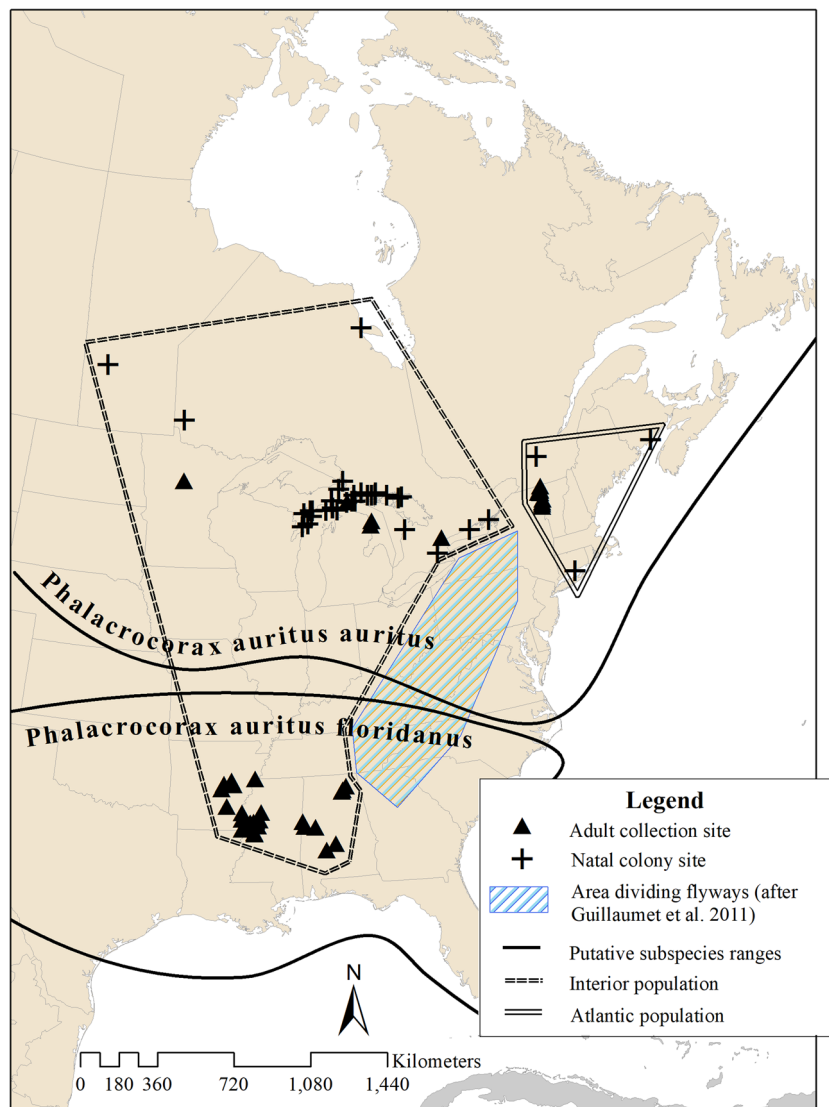 Phalacrocorax auritus auritus
Phalacrocorax auritus floridanus
Legend
Adult collection site
Natal colony site
Area dividing flyways (after
Guillaumet et al. 2011)
Putative subspecies ranges
Interior population
Atlantic population
N
Kilometers
0 180 360 720 1,080 1,440